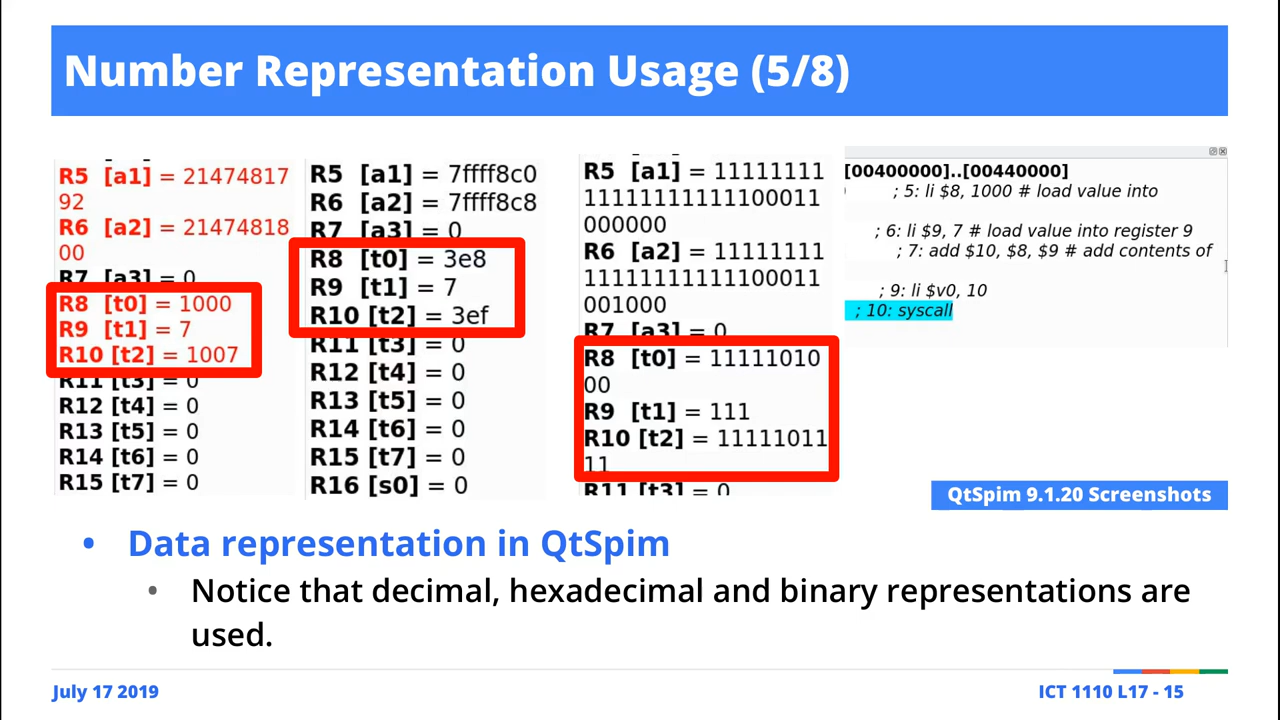 Number Representation Usage (5/8)
R5 [a1] = 21474817
92
R6 [a2] = 21474818
00
R7 [a3] = 0
R8 [t0] = 1000
R9 [t1] = 7
R10 [t2] = 1007
R11 [t3] = 0
R12 [t4] = 0
R13 [t5] = 0
R14 [t6] = 0
R15 [t7] = 0
R5 [a1] = 7ffff8c0
R6 [a2] = 7ffff8c8
R7 [a3] = 0
R8 [t0] = 3e8
R9 [t1] = 7
R10 [t2] = 3ef
R11 [t3] = 0
R12 [t4] = 0
R13 [t5] = 0
R14 [t6] = 0
R15 [t7] = 0
R16 [s0] = 0
R5 [a1] = 11111111
111111111111100011
000000
R6 [a2] = 11111111
111111111111100011
001000
R7 [a3] = 0
R8 [t0] = 11111010
00
R9 [t1] = 111
R10 [t2] = 11111011
11
R11 [t3] = 0
[00400000]..[00440000]
; 5: li $8, 1000 # load value into
; 6: li $9, 7 # load value into register 9
; 7: add $10, $8, $9 # add contents of
; 9: li $v0, 10
; 10: syscall
QtSpim 9.1.20 Screenshots
• Data representation in QtSpim
• Notice that decimal, hexadecimal and binary representations are
used.
July 17 2019
ICT 1110 L17 - 15